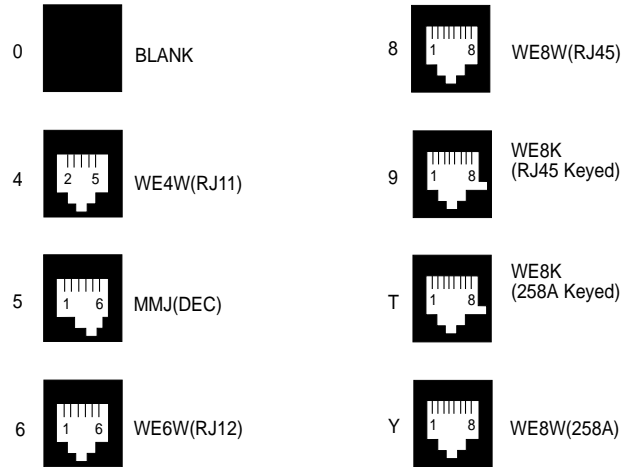 0 BLANK
4 2 5 WE4W(RJ11)
5 1 6 MMJ(DEC)
6 1 6 WE6W(RJ12)
8 1 8 WE8W(RJ45)
9 1 8 WE8K
(RJ45 Keyed)
T 1 8 WE8K
(258A Keyed)
Y 1 8 WE8W(258A)